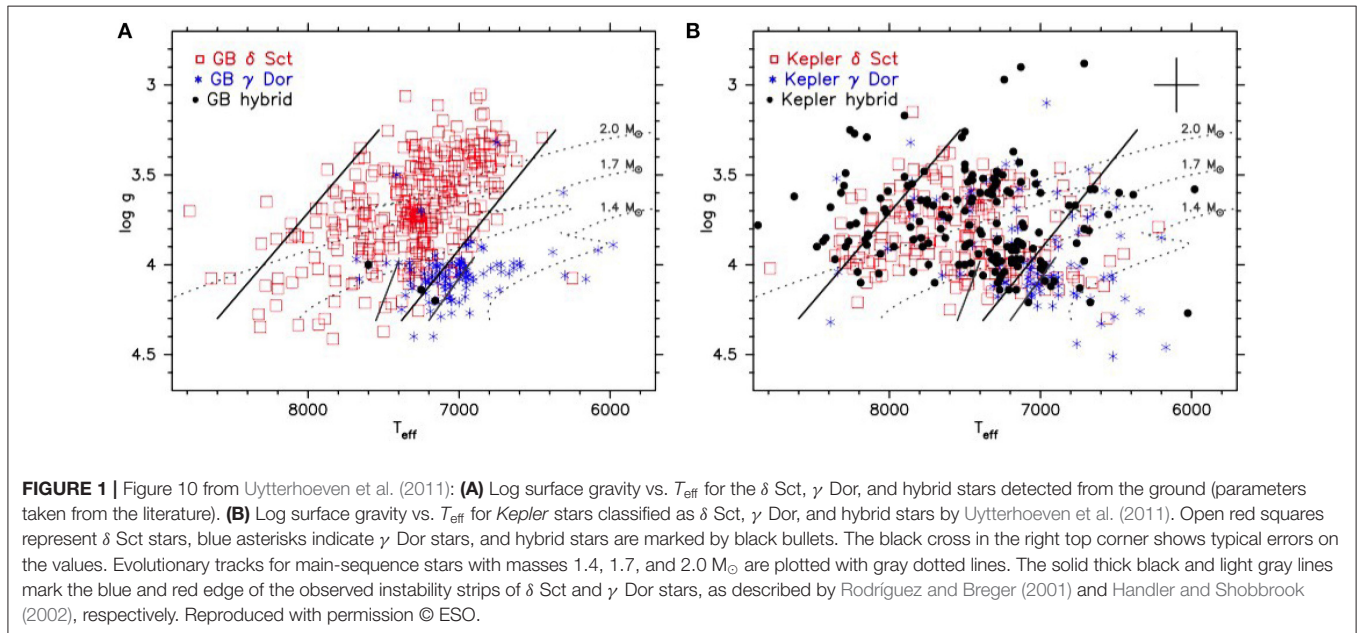 A
GB δ Sct
GB γ Dor
GB hybrid
3
3.5
4
4.5
log g
2.0 M⊙
1.7 M⊙
1.4 M⊙
8000 7000 6000
Teff
B
Kepler δ Sct
Kepler γ Dor
Kepler hybrid
3
3.5
4
4.5
log g
2.0 M⊙
1.7 M⊙
1.4 M⊙
8000 7000 6000
Teff
FIGURE 1 | Figure 10 from Uytterhoeven et al. (2011): (A) Log surface gravity vs. Teff for the δ Sct, γ Dor, and hybrid stars detected from the ground (parameters
taken from the literature). (B) Log surface gravity vs. Teff for Kepler stars classified as δ Sct, γ Dor, and hybrid stars by Uytterhoeven et al. (2011). Open red squares
represent δ Sct stars, blue asterisks indicate γ Dor stars, and hybrid stars are marked by black bullets. The black cross in the right top corner shows typical errors on
the values. Evolutionary tracks for main-sequence stars with masses 1.4, 1.7, and 2.0 M⊙ are plotted with gray dotted lines. The solid thick black and light gray lines
mark the blue and red edge of the observed instability strips of δ Sct and γ Dor stars, as described by Rodríguez and Breger (2001) and Handler and Shobbrook
(2002), respectively. Reproduced with permission © ESO.